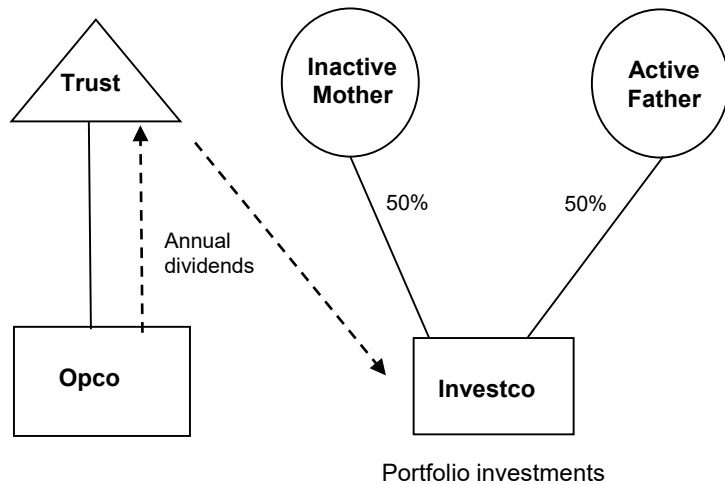 Trust
Inactive
Mother
Active
Father
50%
50%
Annual
dividends
Opco
Investco
Portfolio investments